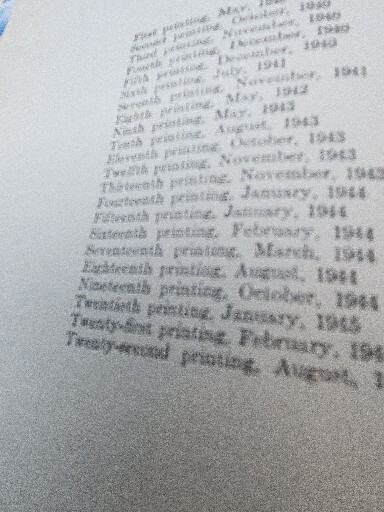 First printing, May,
Second printing, October, 1940
Third printing, November, 1940
Fourth printing, December, 1940
Fifth printing, December, 1940
Sixth printing, July, 1941
Seventh printing, November, 1941
Eighth printing, May, 1942
Ninth printing, May, 1943
Tenth printing, August, 1943
Eleventh printing, October, 1943
Twelfth printing, November, 1943
Thirteenth printing, November, 1943
Fourteenth printing, January, 1944
Fifteenth printing, January, 1944
Sixteenth printing, February, 1944
Seventeenth printing, March, 1944
Eighteenth printing, August, 1944
Nineteenth printing, October, 1944
Twentieth printing, January, 1945
Twenty-first printing, February, 194
Twenty-second printing, August, 1